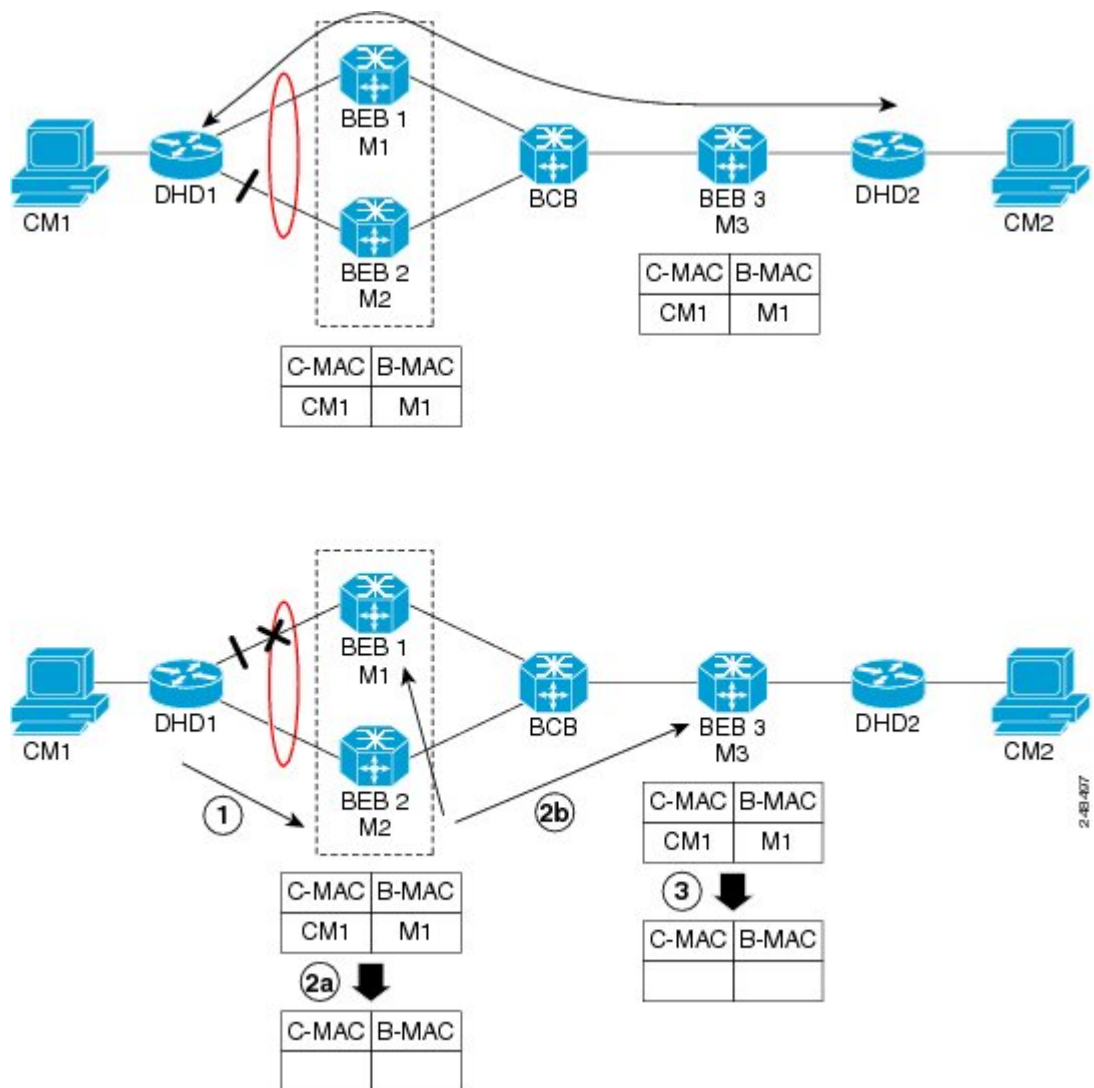 BEB 1
M1
CM1
DHD1
BEB 2
M2
BCB
BEB 3
M3
DHD2
CM2
C-MAC B-MAC
CM1 M1
C-MAC B-MAC
CM1 M1
BEB 1
M1
CM1
DHD1
BEB 2
M2
BCB
BEB 3
M3
DHD2
CM2
1
2b
C-MAC B-MAC
CM1 M1
3
C-MAC B-MAC
C-MAC B-MAC
CM1 M1
2a
C-MAC B-MAC
248497